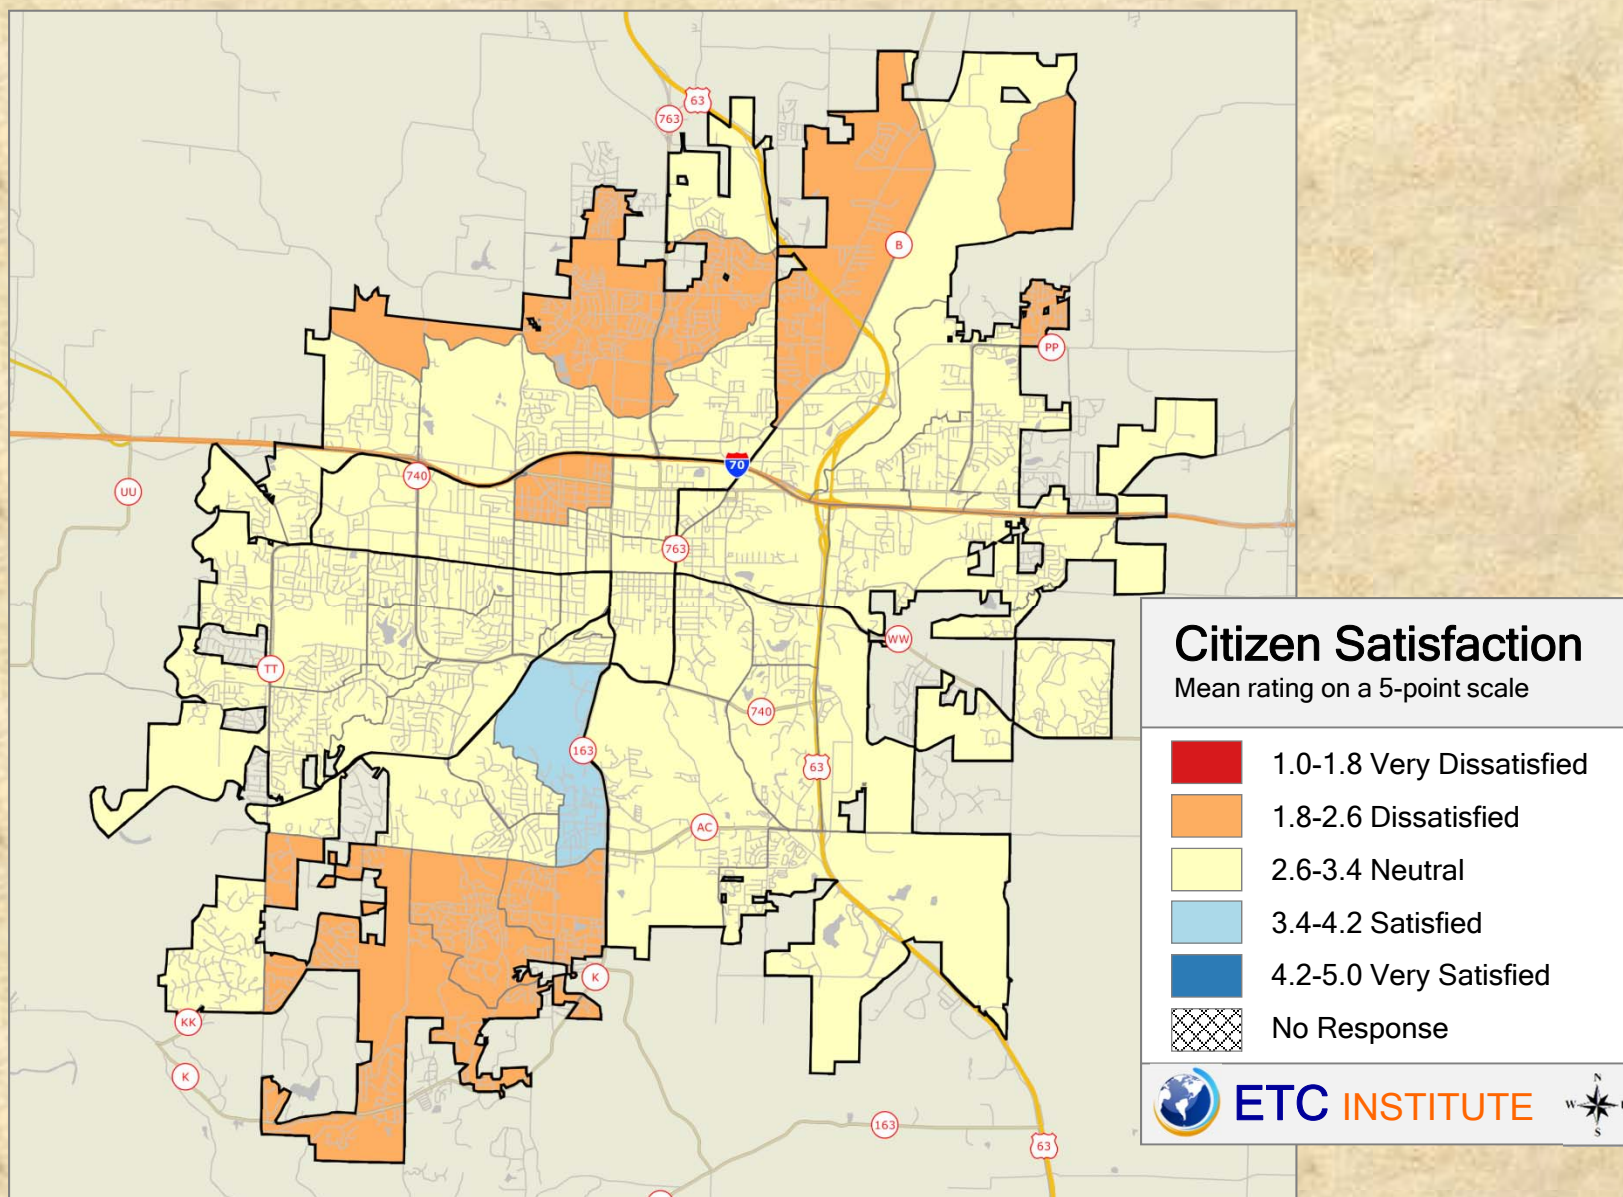 63
763
B
PP
70
740
UU
763
WW
TT
740
163
63
AC
K
KK
K
163
63
Citizen Satisfaction
Mean rating on a 5-point scale
1.0-1.8 Very Dissatisfied
1.8-2.6 Dissatisfied
2.6-3.4 Neutral
3.4-4.2 Satisfied
4.2-5.0 Very Satisfied
No Response
ETC INSTITUTE
N
W
S